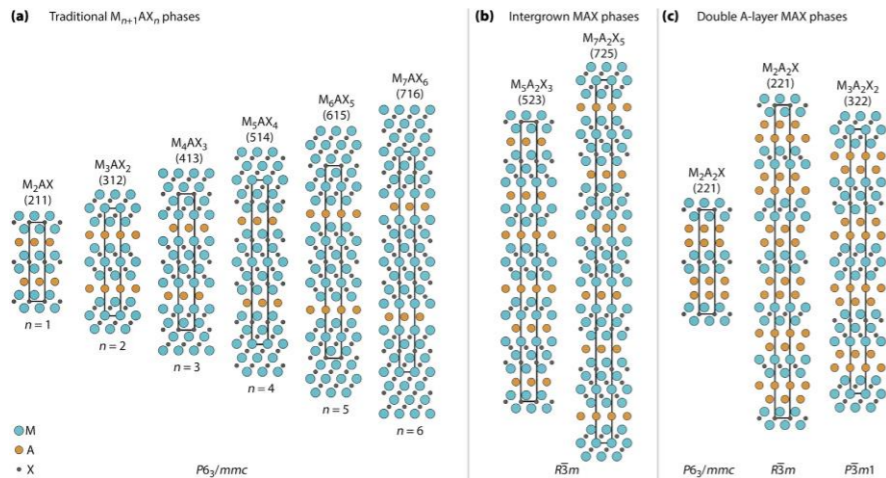 (a) Traditional Mn+1AXn phases
M2AX
(211)
n = 1
M3AX2
(312)
n = 2
M4AX3
(413)
n = 3
M5AX4
(514)
n = 4
M6AX5
(615)
n = 5
M7AX6
(716)
n = 6
M
A
X
P63/mmc
(b) Intergrown MAX phases
M5A2X3
(523)
M7A2X5
(725)
R3̅m
(c) Double A-layer MAX phases
M2A2X
(221)
P63/mmc
M2A2X
(221)
R3̅m
M3A2X2
(322)
P3̅m1